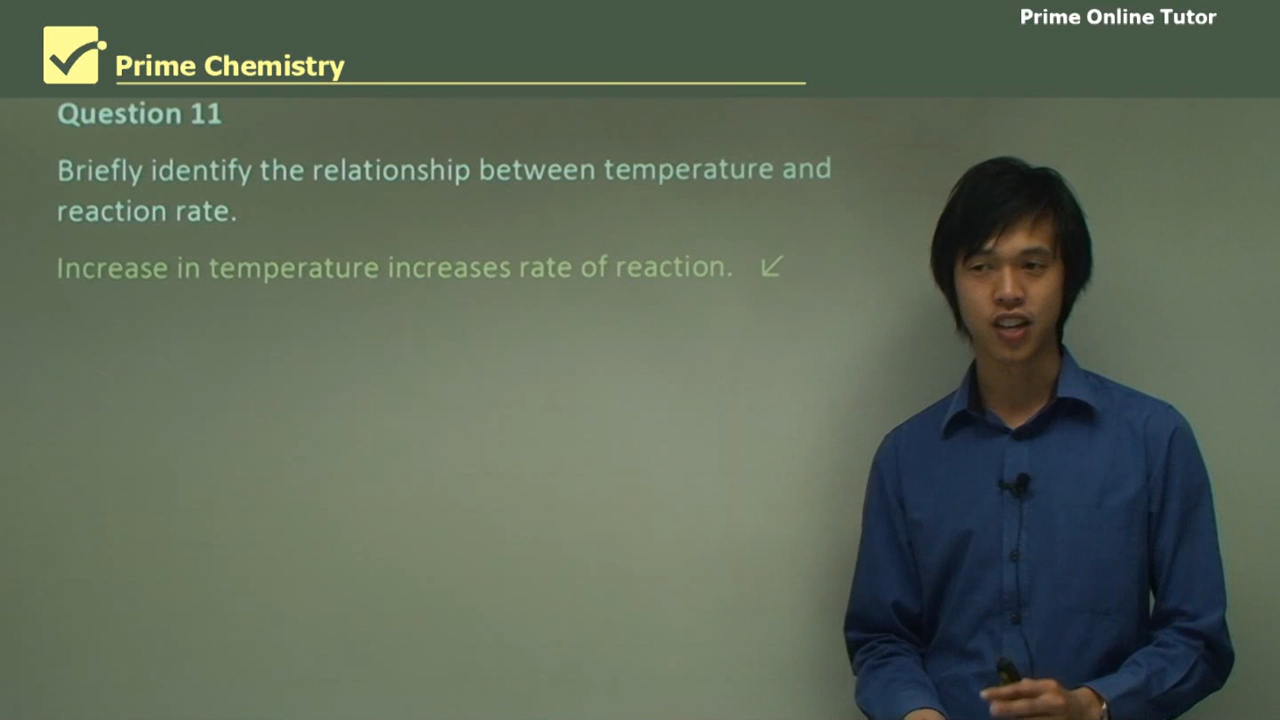 Prime Online Tutor
Prime Chemistry
Question 11
Briefly identify the relationship between temperature and
reaction rate.
Increase in temperature increases rate of reaction. ↙